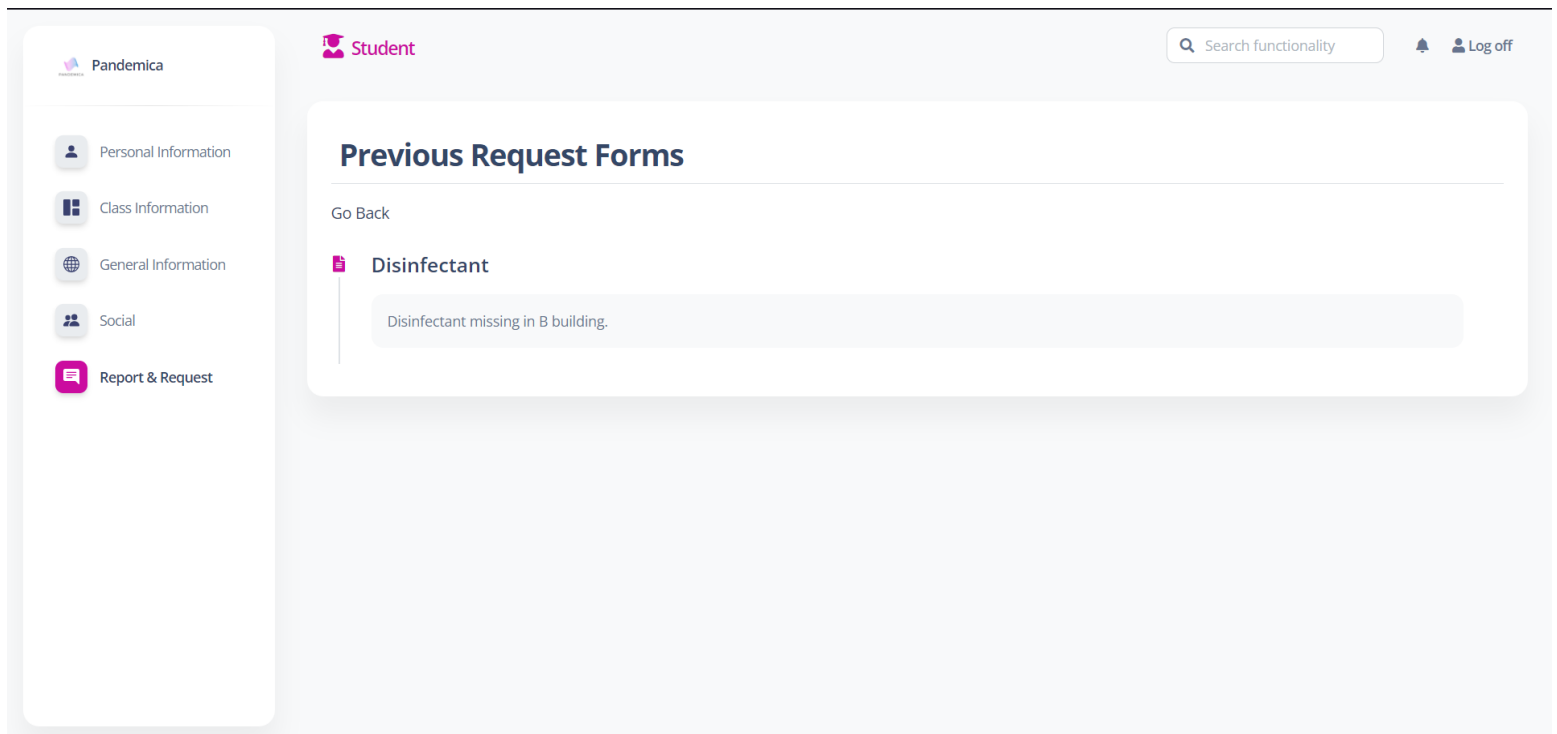 Pandemica
Personal Information
Class Information
General Information
Social
Report & Request
Student
Search functionality
Log off
Previous Request Forms
Go Back
Disinfectant
Disinfectant missing in B building.